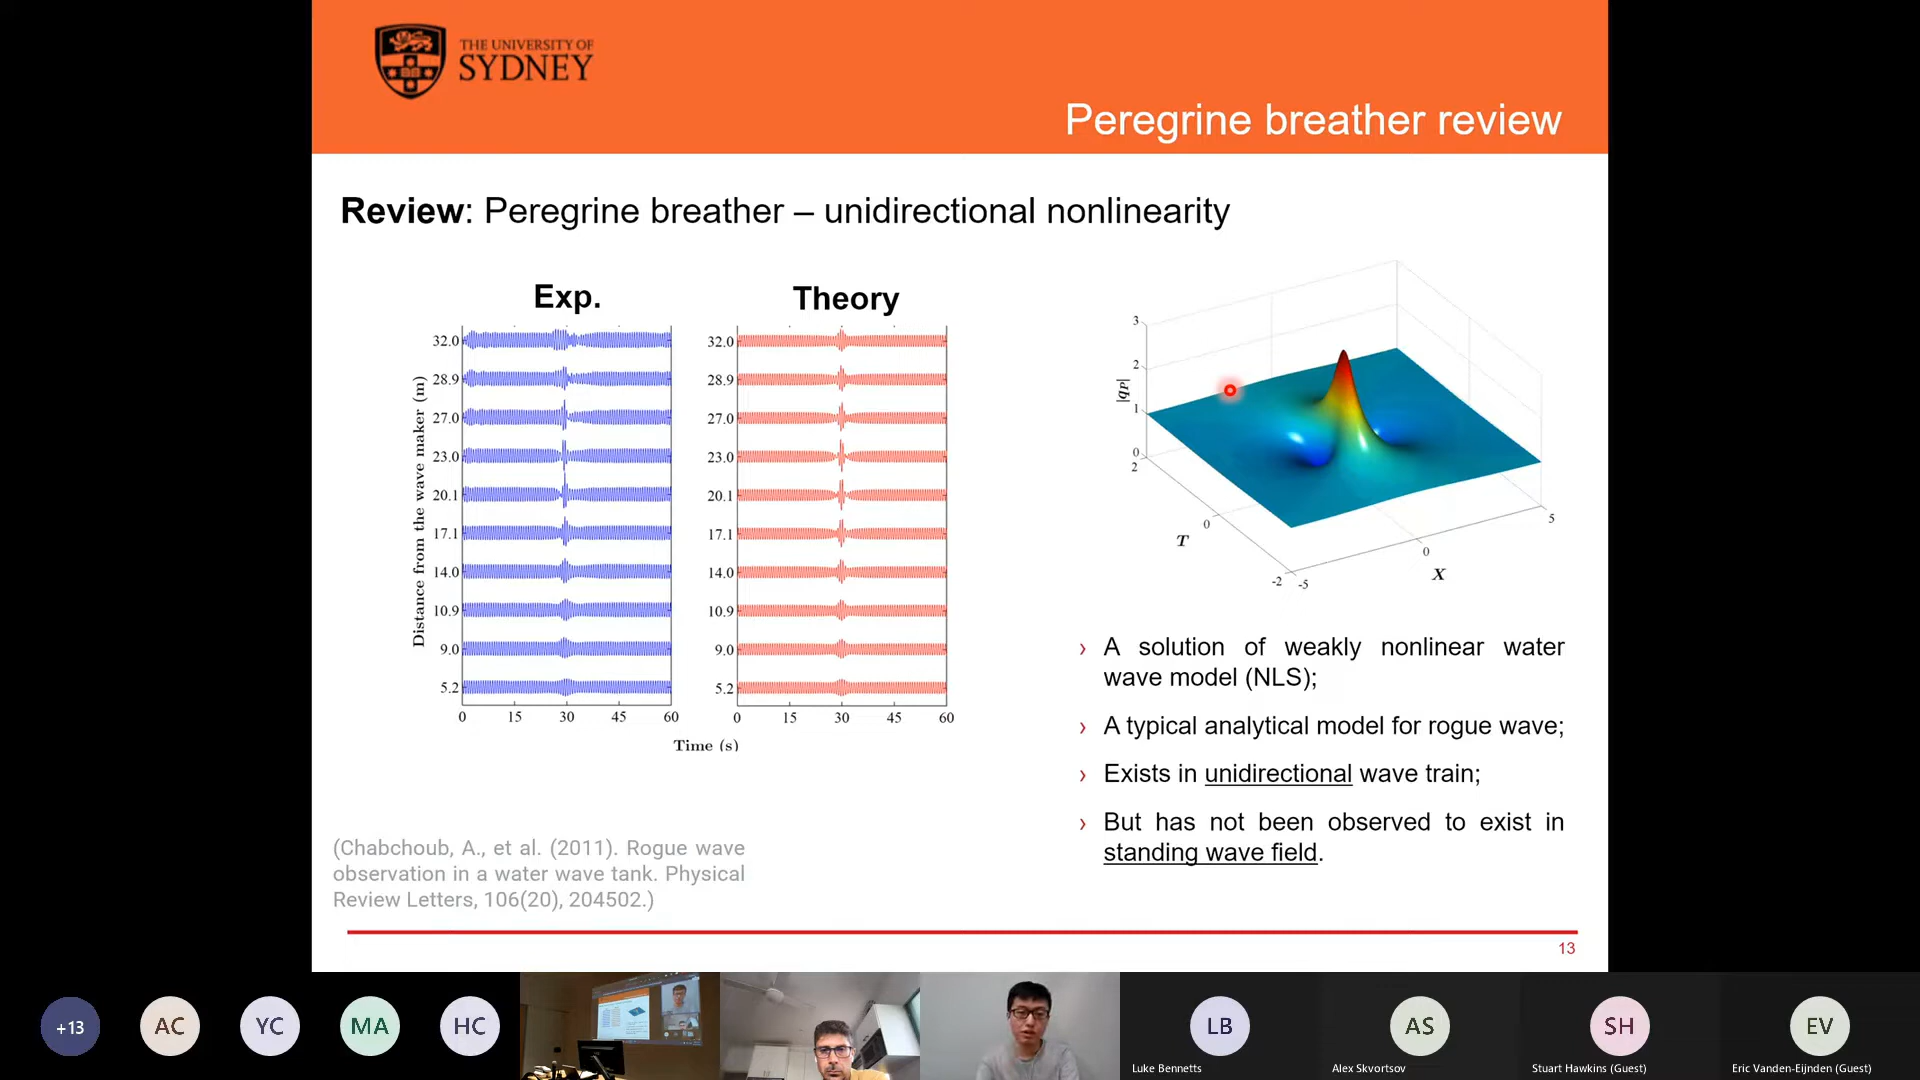 THE UNIVERSITY OF
SYDNEY
Peregrine breather review
Review: Peregrine breather – unidirectional nonlinearity
Exp.
Theory
Distance from the wave maker (m)
32.0
28.9
27.0
23.0
20.1
17.1
14.0
10.9
9.0
5.2
0 15 30 45 60
32.0
28.9
27.0
23.0
20.1
17.1
14.0
10.9
9.0
5.2
0 15 30 45 60
Time (s)
|qP|
3
2
1
0
2
0
-2
T
-5
0
5
X
› A solution of weakly nonlinear water
wave model (NLS);
› A typical analytical model for rogue wave;
› Exists in unidirectional wave train;
› But has not been observed to exist in
standing wave field.
(Chabchoub, A., et al. (2011). Rogue wave
observation in a water wave tank. Physical
Review Letters, 106(20), 204502.)
13
+13
AC
YC
MA
HC
LB
Luke Bennetts
AS
Alex Skvortsov
SH
Stuart Hawkins (Guest)
EV
Eric Vanden-Eijnden (Guest)